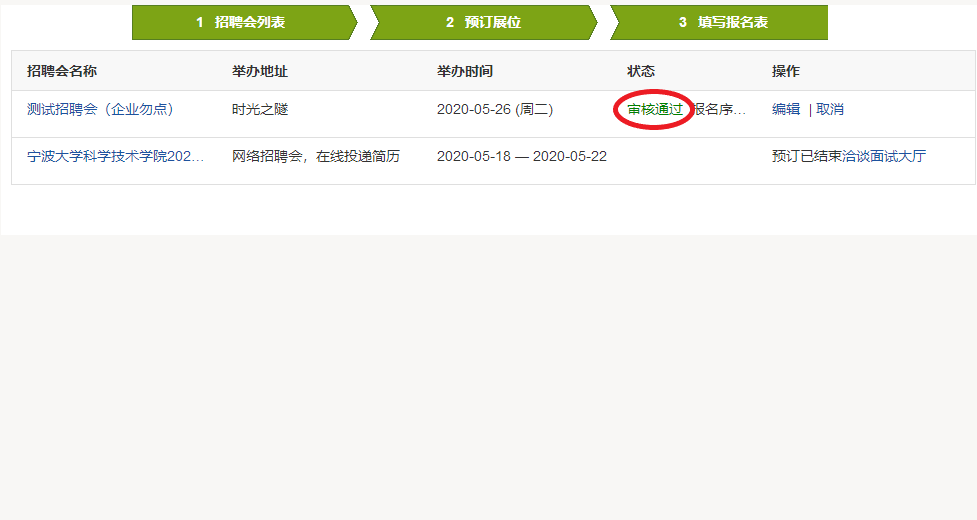 1 招聘会列表 2 预订展位 3 填写报名表
招聘会名称 举办地址 举办时间 状态 操作
测试招聘会（企业勿点） 时光之隧 2020-05-26 (周二) 审核通过 报名序... 编辑 | 取消
宁波大学科学技术学院202... 网络招聘会，在线投递简历 2020-05-18 — 2020-05-22 预订已结束洽谈面试大厅